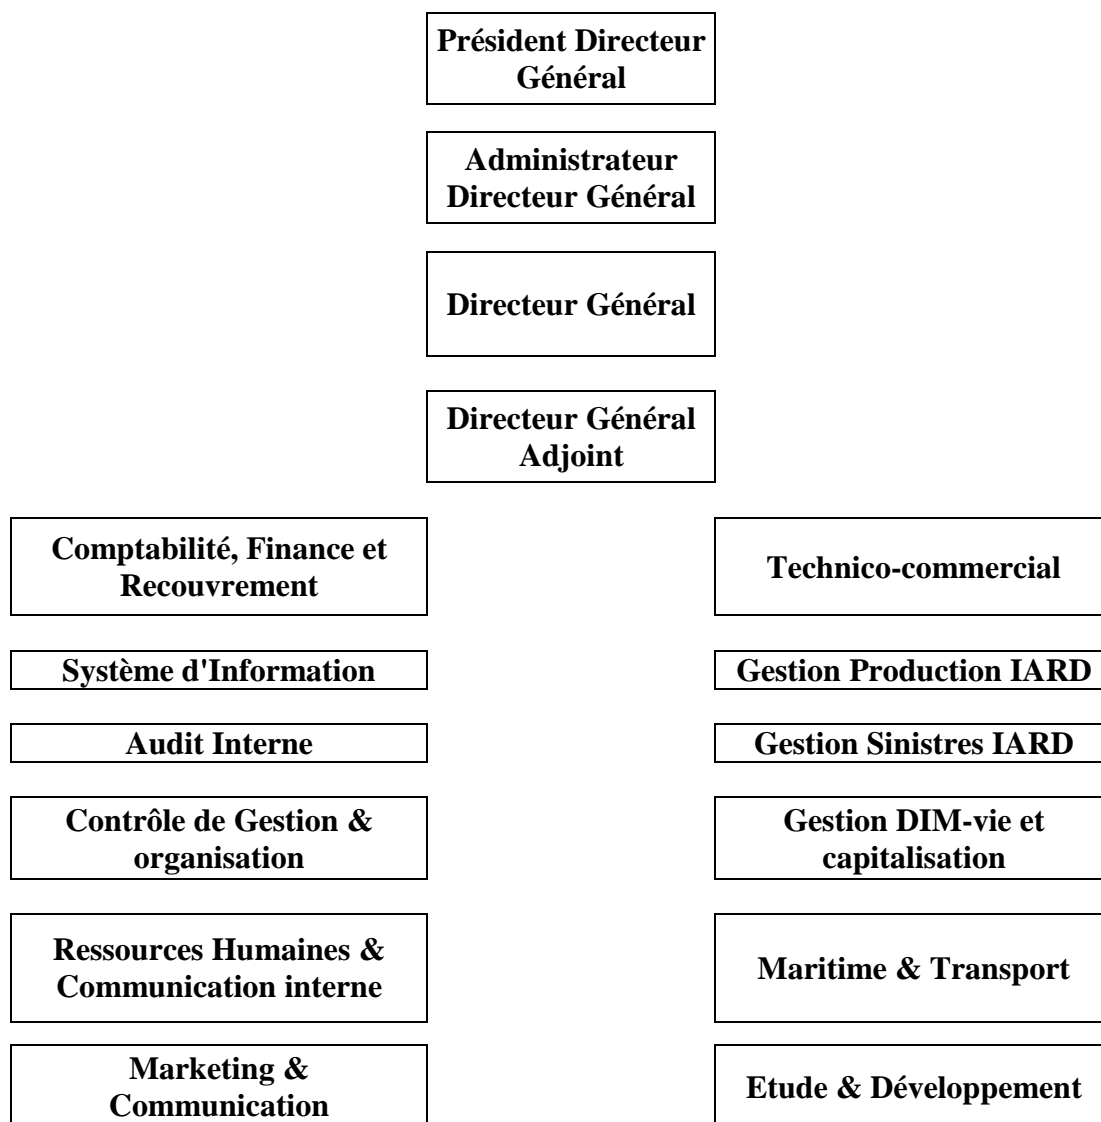 Président Directeur
Général
Administrateur
Directeur Général
Directeur Général
Directeur Général
Adjoint
Comptabilité, Finance et
Recouvrement
Technico-commercial
Système d'Information
Gestion Production IARD
Audit Interne
Gestion Sinistres IARD
Contrôle de Gestion &
organisation
Gestion DIM-vie et
capitalisation
Ressources Humaines &
Communication interne
Maritime & Transport
Marketing &
Communication
Etude & Développement